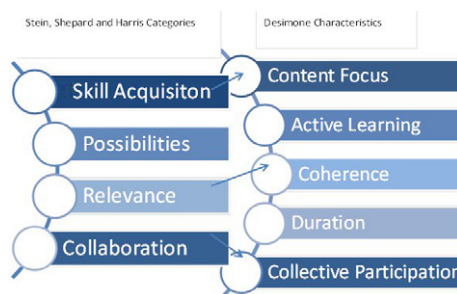 Stein, Shepard and Harris Categories
Desimone Characteristics
Skill Acquisiton
Possibilities
Relevance
Collaboration
Content Focus
Active Learning
Coherence
Duration
Collective Participation